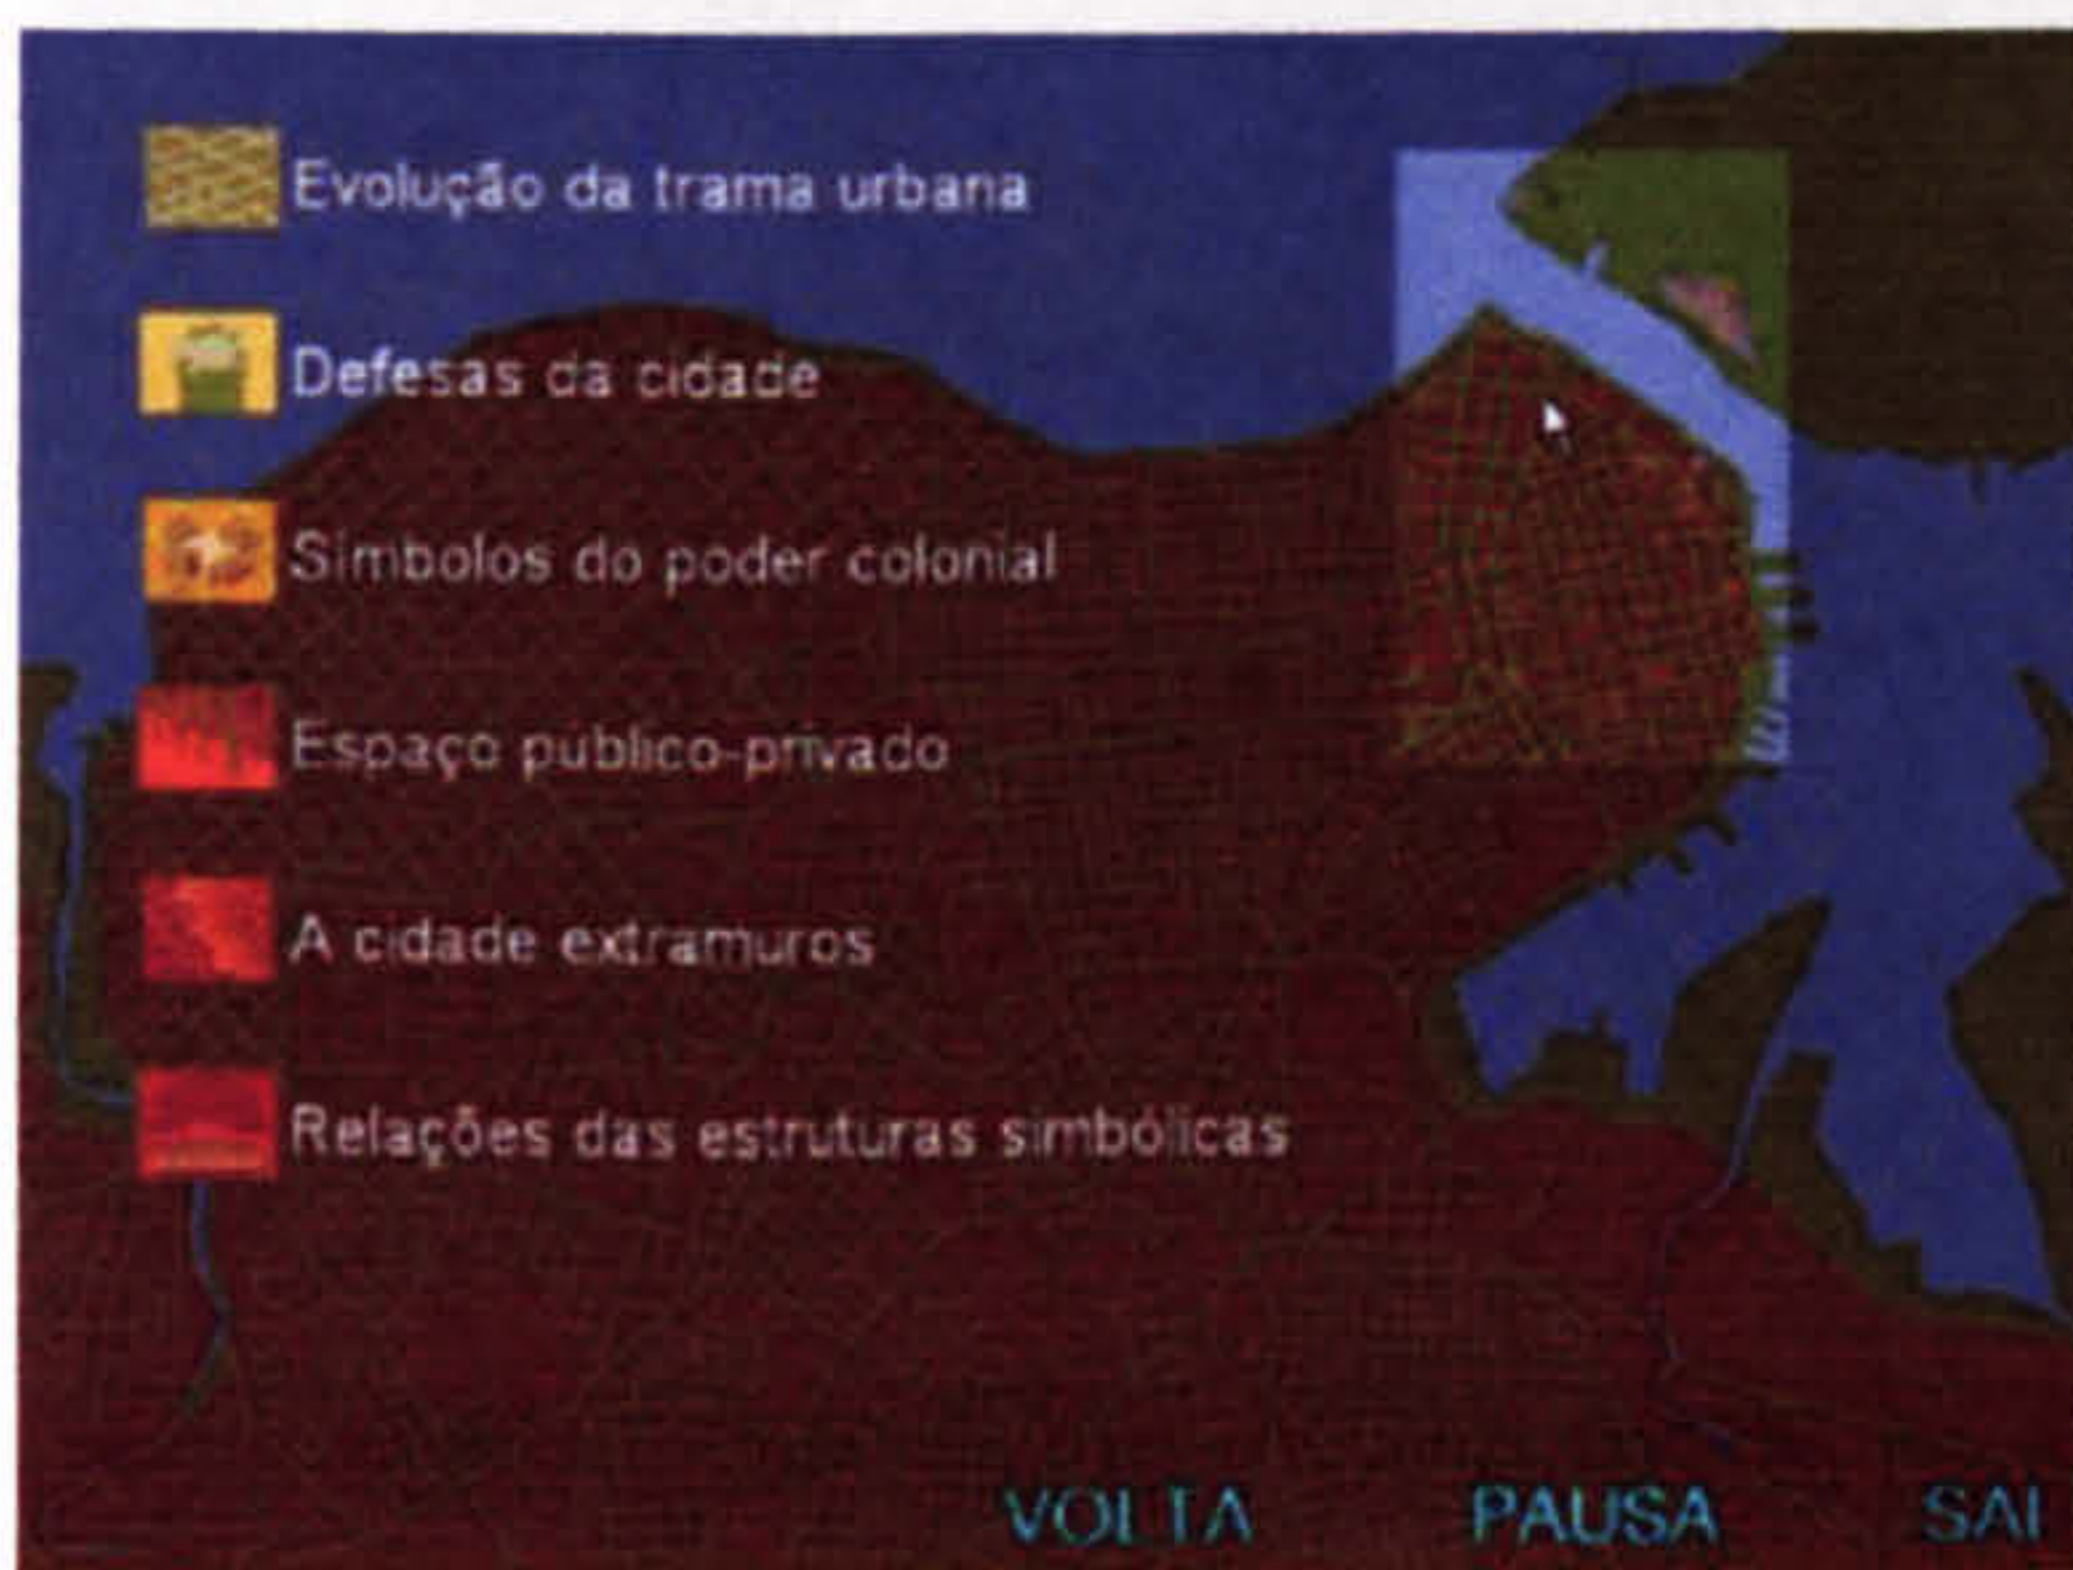 Evolução da trama urbana
Defesas da cidade
Símbolos do poder colonial
Espaço público-privado
A cidade extramuros
Relações das estruturas simbólicas
VOLTA PAUSA SAI